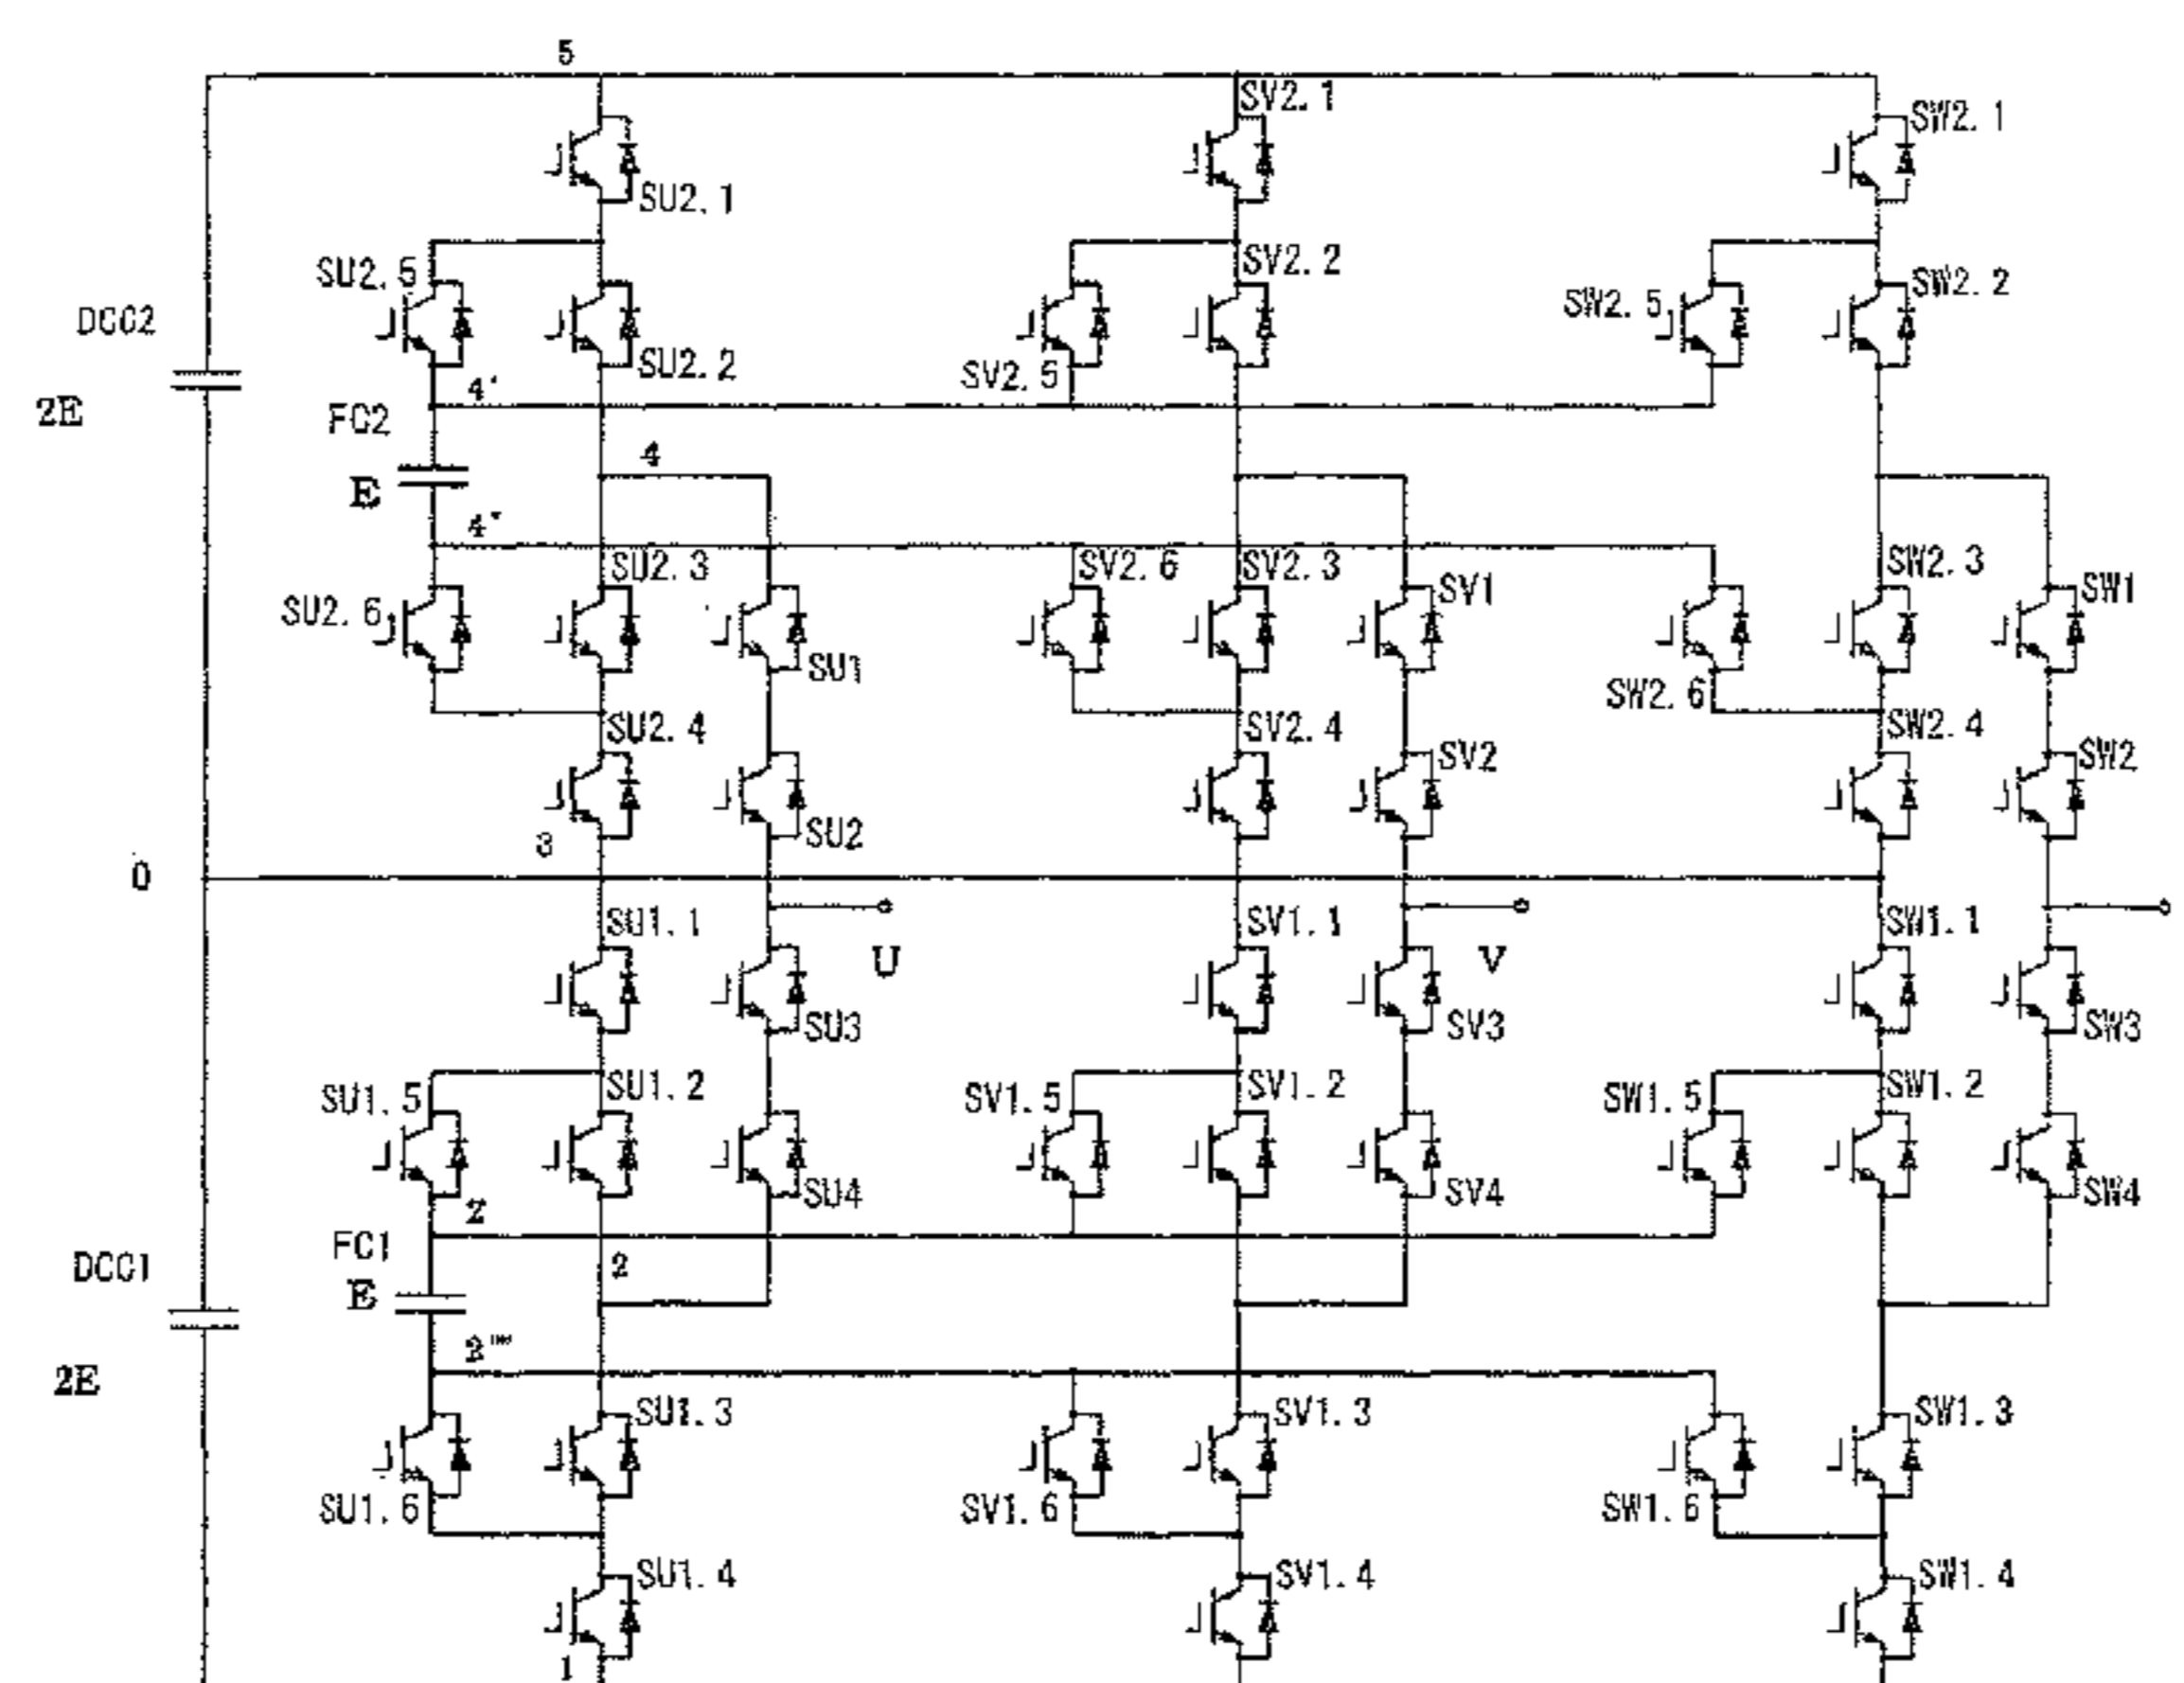 5
SV2.1
SW2.1
SU2.1
SU2.5
SV2.2
SW2.5
SW2.2
DCC2
SU2.2
SV2.5
2E
FC2
4'
4
E
4"
SU2.3
SV2.6
SV2.3
SW2.3
SU2.6
SV1
SW1
SU1
SW2.6
SU2.4
SV2.4
SW2.4
SV2
SW2
SU2
3
0
SU1.1
SV1.1
SW1.1
U
V
SU3
SV3
SW3
SU1.5
SU1.2
SV1.5
SV1.2
SW1.5
SW1.2
SU4
SV4
SW4
2
FC1
2
DCC1
E
2'''
2E
SU1.3
SV1.3
SW1.3
SU1.6
SV1.6
SW1.6
SU1.4
SV1.4
SW1.4
1